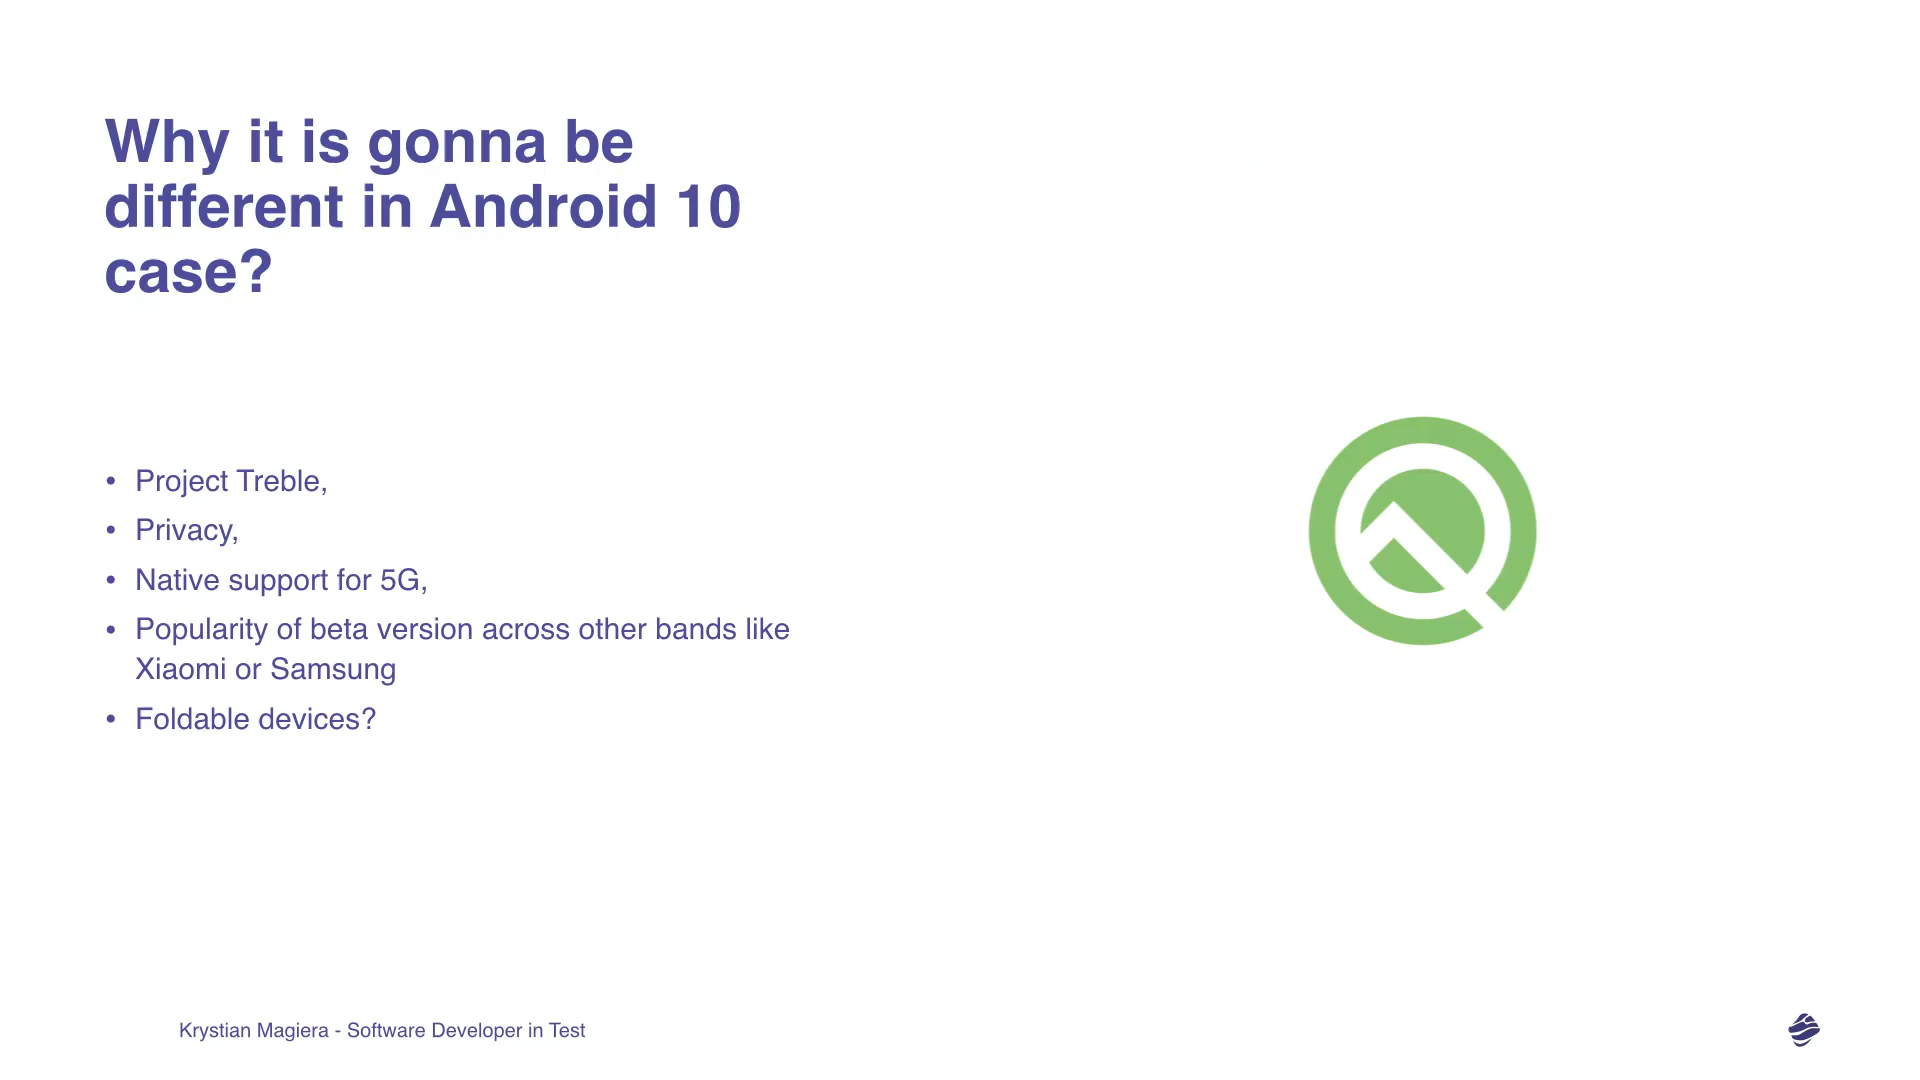 Why it is gonna be
different in Android 10
case?
• Project Treble,
• Privacy,
• Native support for 5G,
• Popularity of beta version across other bands like
Xiaomi or Samsung
• Foldable devices?
Krystian Magiera - Software Developer in Test